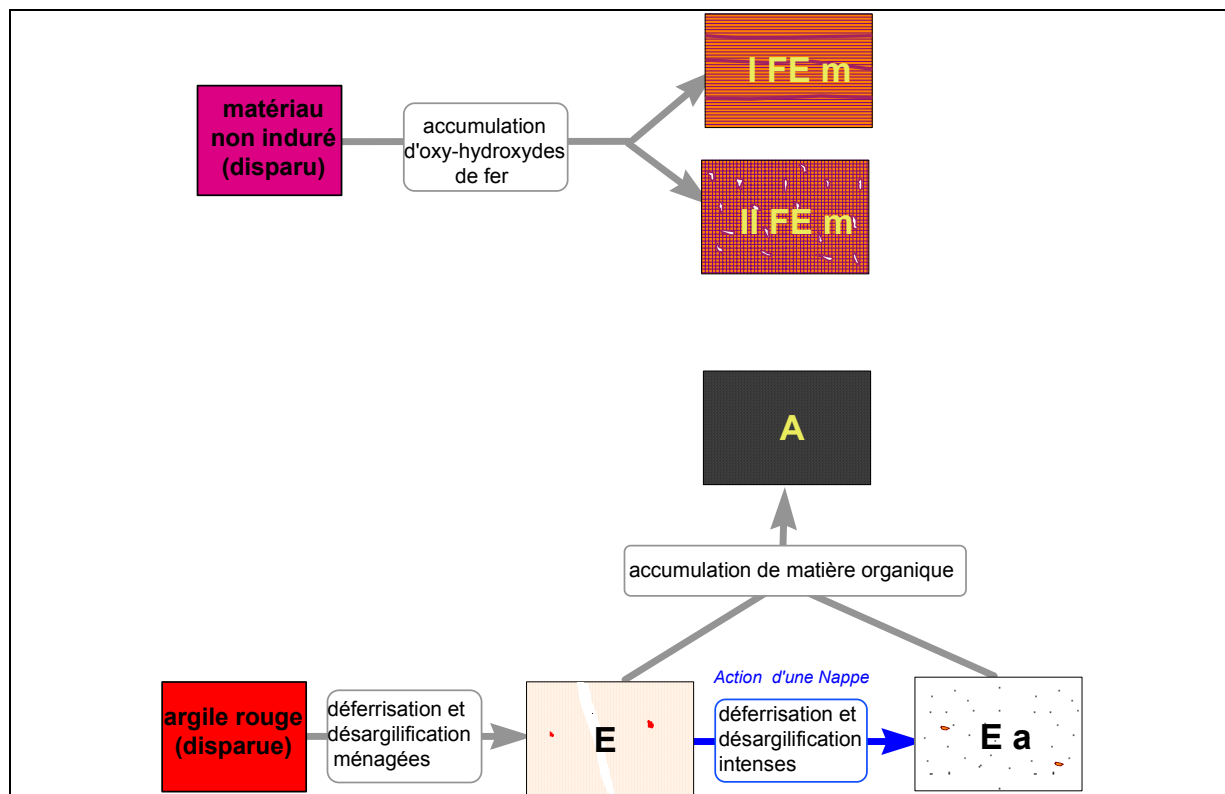 I FE m
matériau
non induré
(disparu)
accumulation
d'oxy-hydroxydes
de fer
II FE m
A
accumulation de matière organique
argile rouge
(disparue)
déferrisation et
désargilification
ménagées
E
Action d'une Nappe
déferrisation et
désargilification
intenses
E a